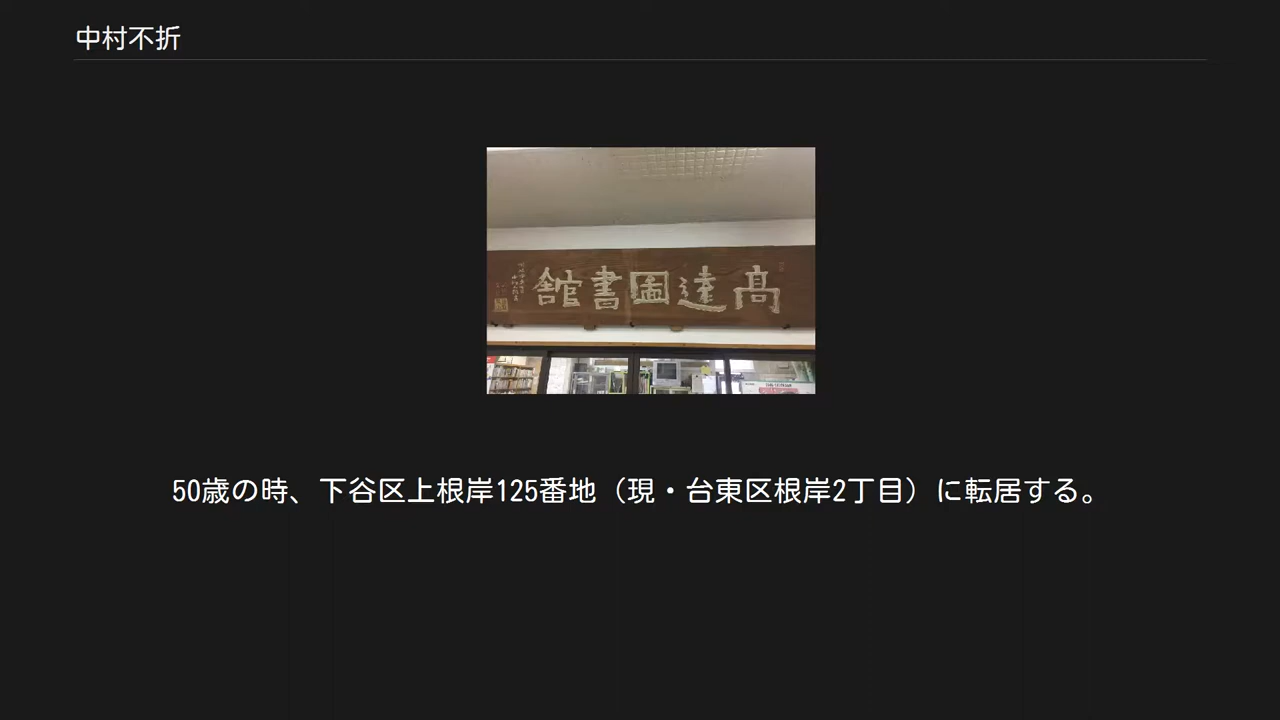 中村不折
高遠圖書館
50歳の時、下谷区上根岸125番地（現・台東区根岸2丁目）に転居する。